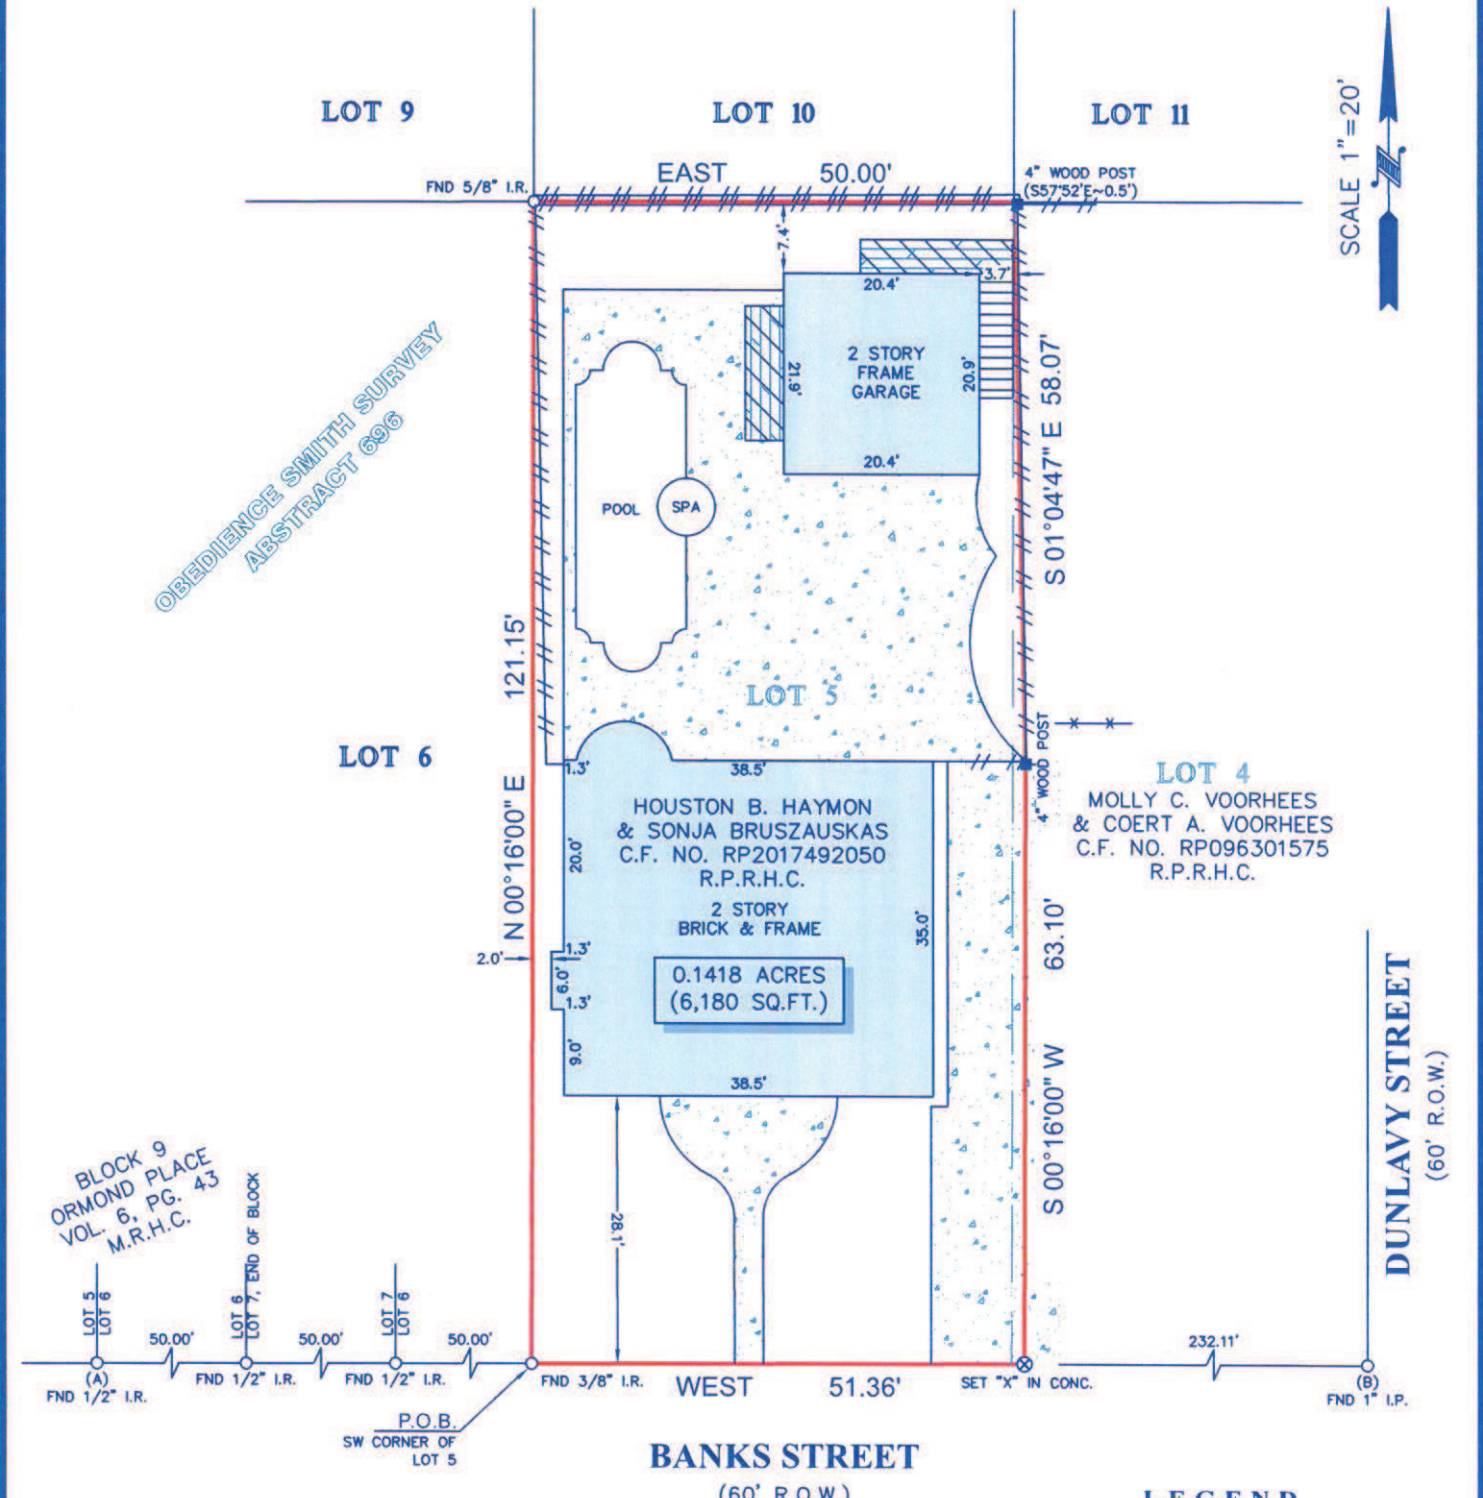 LOT 9
LOT 10
LOT 11
SCALE 1"=20'
EAST 50.00'
FND 5/8" I.R.
4" WOOD POST
(S57°52'E~0.5')
7.4'
3.7'
20.4'
2 STORY
FRAME
GARAGE
21.9'
20.9'
20.4'
S 01°04'47" E 58.07'
OBEDIENCE SMITH SURVEY
ABSTRACT 696
POOL
SPA
121.15'
N 00°16'00" E
LOT 5
LOT 6
4" WOOD POST
LOT 4
MOLLY C. VOORHEES
& COERT A. VOORHEES
C.F. NO. RP096301575
R.P.R.H.C.
1.3'
38.5'
HOUSTON B. HAYMON
& SONJA BRUSZAUSKAS
C.F. NO. RP2017492050
R.P.R.H.C.
2 STORY
BRICK & FRAME
20.0'
35.0'
63.10'
S 00°16'00" W
1.3'
2.0'
6.0'
1.3'
0.1418 ACRES
(6,180 SQ.FT.)
9.0'
38.5'
28.1'
DUNLAVY STREET
(60' R.O.W.)
BLOCK 9
ORMOND PLACE
VOL. 6, PG. 43
M.R.H.C.
LOT 5
LOT 6
LOT 6
LOT 7, END OF BLOCK
LOT 7
LOT 6
50.00'
50.00'
50.00'
232.11'
(A)
FND 1/2" I.R.
FND 1/2" I.R.
FND 1/2" I.R.
FND 3/8" I.R.
WEST 51.36'
SET "X" IN CONC.
(B)
FND 1" I.P.
P.O.B.
SW CORNER OF
LOT 5
BANKS STREET
(60' R.O.W.)
LEGEND